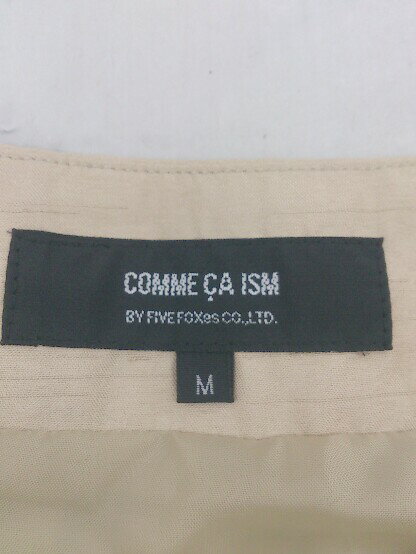 COMME ÇA ISM
BY FIVE FOXes CO., LTD.
M